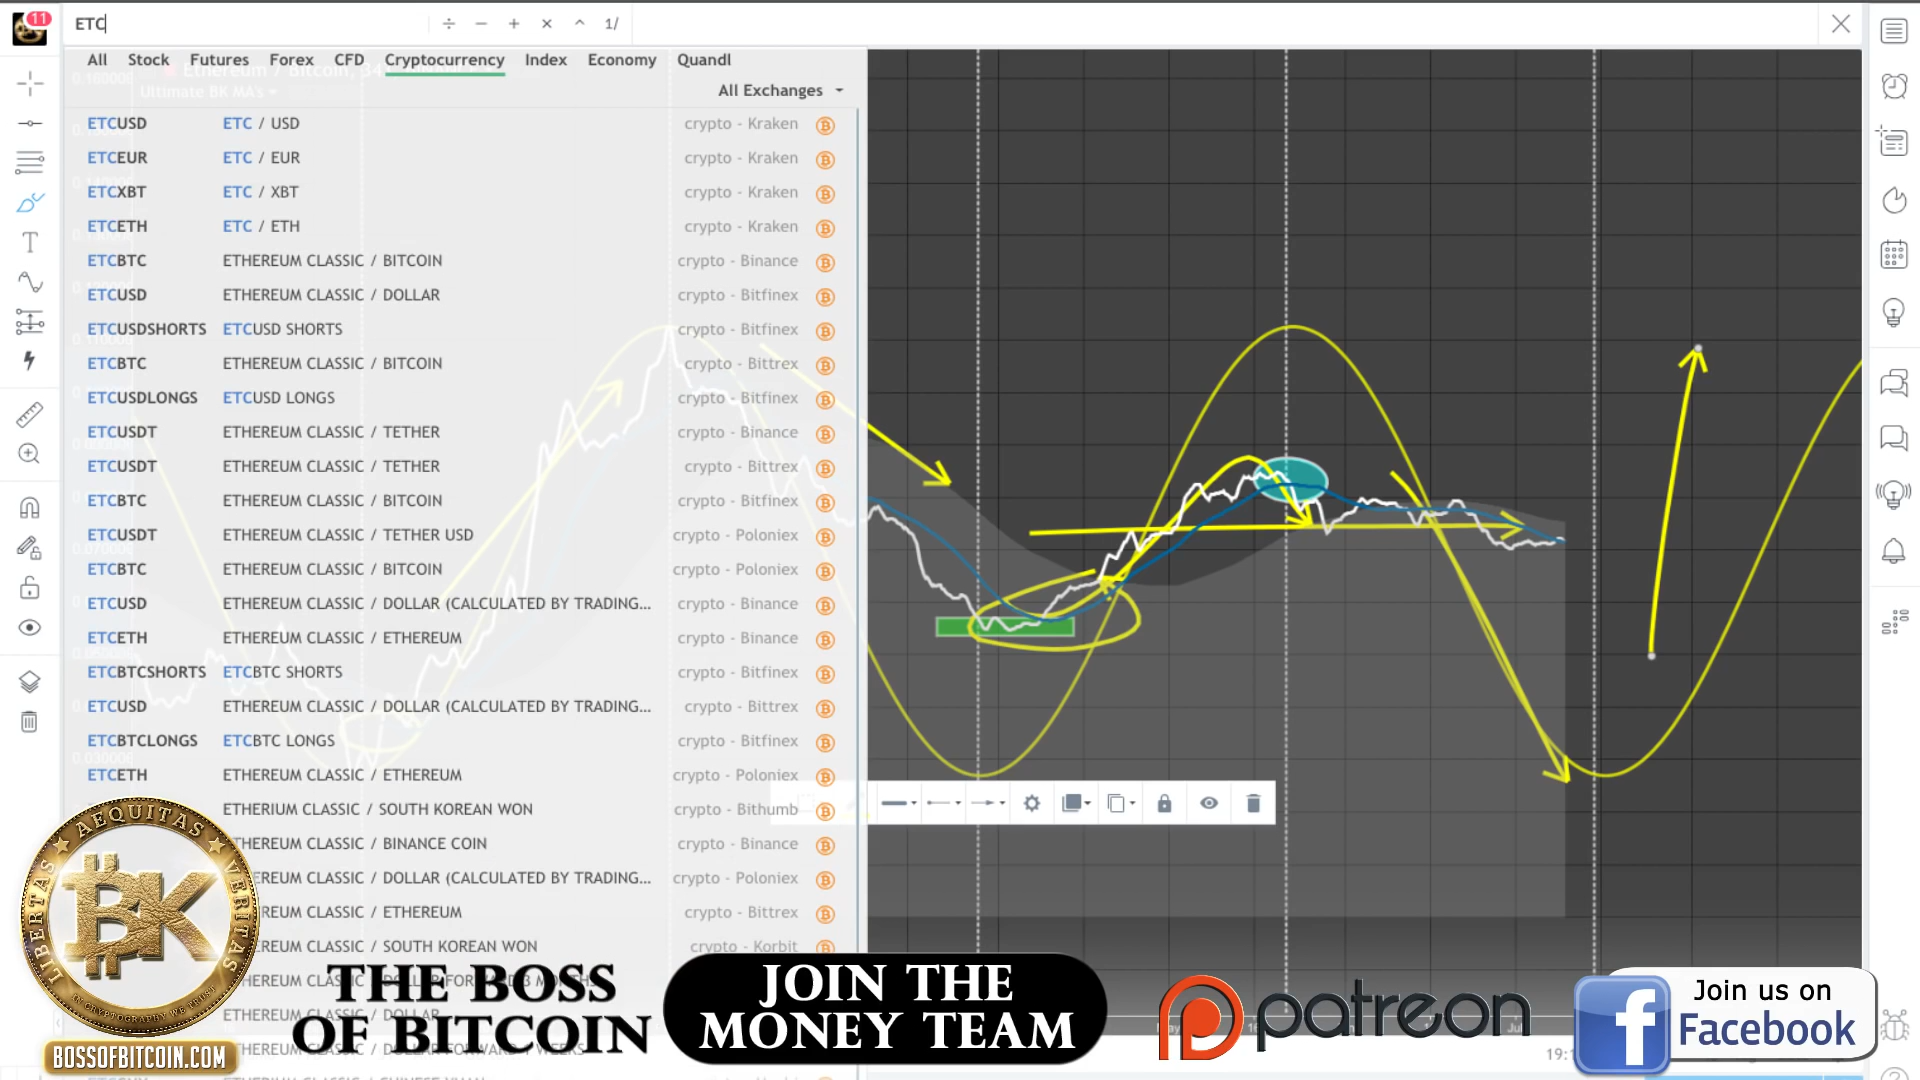 11
ETC
1/
All Stock Futures Forex CFD Cryptocurrency Index Economy Quandl
Ultimate BK MA's
All Exchanges
ETCUSD ETC / USD crypto - Kraken
ETCEUR ETC / EUR crypto - Kraken
ETCXBT ETC / XBT crypto - Kraken
ETCETH ETC / ETH crypto - Kraken
ETCBTC ETHEREUM CLASSIC / BITCOIN crypto - Binance
ETCUSD ETHEREUM CLASSIC / DOLLAR crypto - Bitfinex
ETCUSDSHORTS ETCUSD SHORTS crypto - Bitfinex
ETCBTC ETHEREUM CLASSIC / BITCOIN crypto - Bittrex
ETCUSDLONGS ETCUSD LONGS crypto - Bitfinex
ETCUSDT ETHEREUM CLASSIC / TETHER crypto - Binance
ETCUSDT ETHEREUM CLASSIC / TETHER crypto - Bittrex
ETCBTC ETHEREUM CLASSIC / BITCOIN crypto - Bitfinex
ETCUSDT ETHEREUM CLASSIC / TETHER USD crypto - Poloniex
ETCBTC ETHEREUM CLASSIC / BITCOIN crypto - Poloniex
ETCUSD ETHEREUM CLASSIC / DOLLAR (CALCULATED BY TRADING... crypto - Binance
ETCETH ETHEREUM CLASSIC / ETHEREUM crypto - Binance
ETCBTCSHORTS ETCBTC SHORTS crypto - Bitfinex
ETCUSD ETHEREUM CLASSIC / DOLLAR (CALCULATED BY TRADING... crypto - Bittrex
ETCBTCLONGS ETCBTC LONGS crypto - Bitfinex
ETCETH ETHEREUM CLASSIC / ETHEREUM crypto - Poloniex
ETHERIUM CLASSIC / SOUTH KOREAN WON crypto - Bithumb
CLASSIC / BINANCE COIN crypto - Binance
CLASSIC / DOLLAR (CALCULATED BY TRADING... crypto - Poloniex
CLASSIC / ETHEREUM crypto - Bittrex
CLASSIC / SOUTH KOREAN WON crypto - Korbit
AEQUITAS
LIBERTAS
VERITAS
BK
IN CRYPTOGRAPHY WE TRUST
BOSSOFBITCOIN.COM
THE BOSS
OF BITCOIN
JOIN THE
MONEY TEAM
patreon
f
Join us on
Facebook